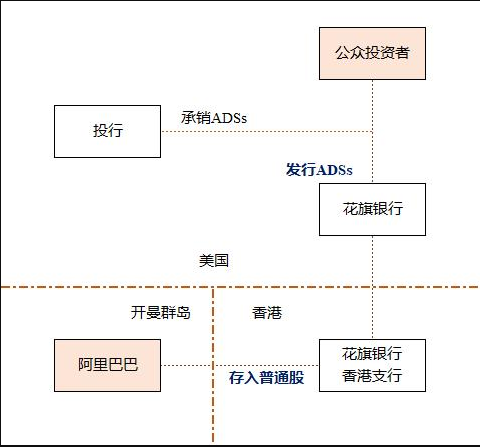 公众投资者
投行
承销ADSs
发行ADSs
花旗银行
美国
开曼群岛
香港
阿里巴巴
存入普通股
花旗银行
香港支行